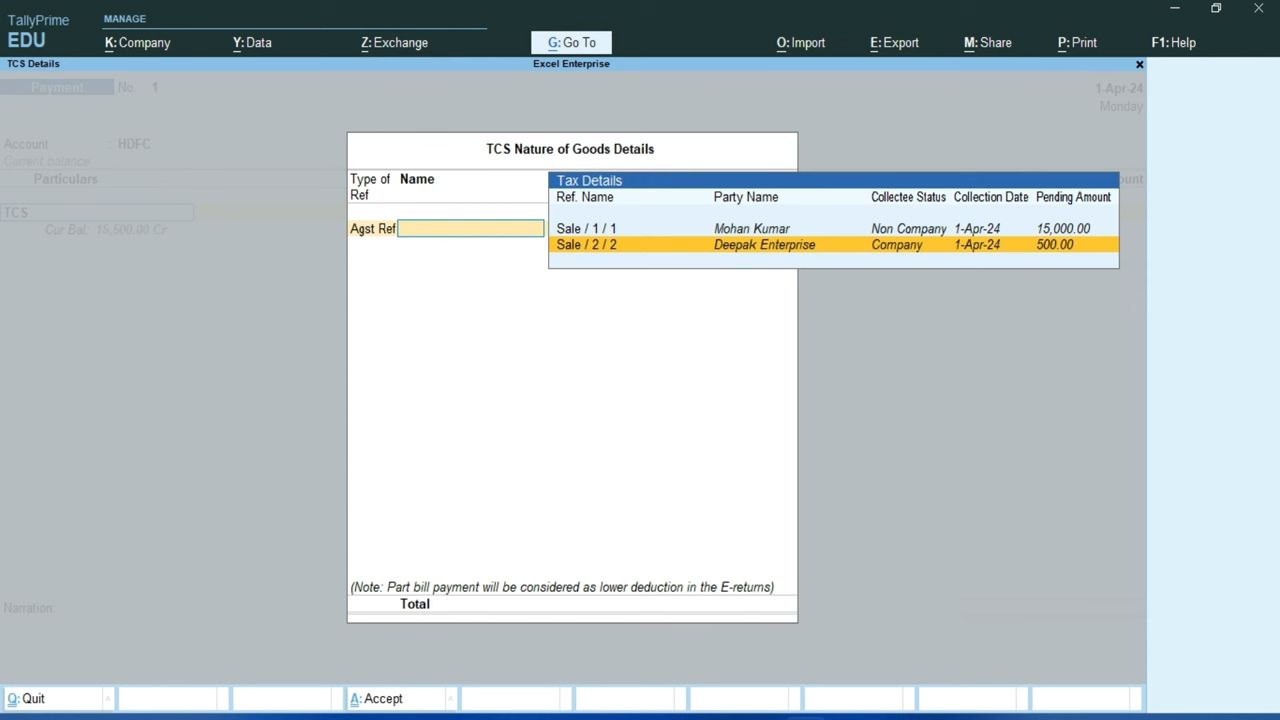 TallyPrime
EDU
MANAGE
K: Company Y: Data Z: Exchange G: Go To O: Import E: Export M: Share P: Print F1: Help
TCS Details Excel Enterprise
Payment No. 1 1-Apr-24
Monday
Account : HDFC
Current balance
Particulars
TCS
Cur Bal: 15,500.00 Cr
TCS Nature of Goods Details
Type of Ref Name
Agst Ref
Tax Details
Ref. Name Party Name Collectee Status Collection Date Pending Amount
Sale / 1 / 1 Mohan Kumar Non Company 1-Apr-24 15,000.00
Sale / 2 / 2 Deepak Enterprise Company 1-Apr-24 500.00
(Note: Part bill payment will be considered as lower deduction in the E-returns)
Total
Narration:
Q: Quit A: Accept